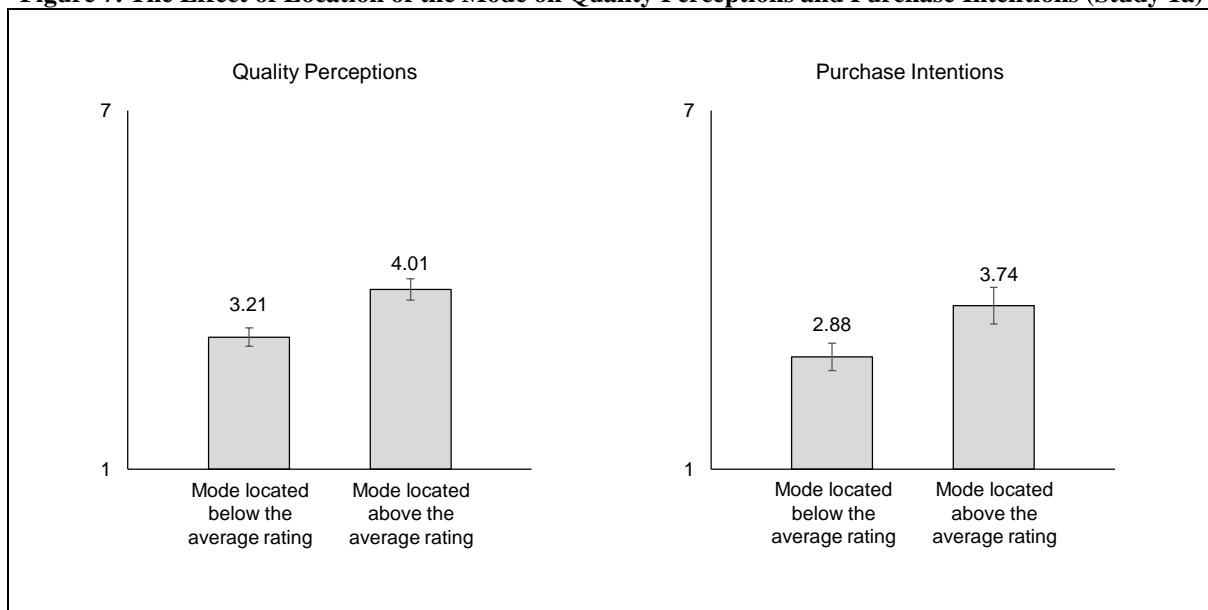 Figure 7. The Effect of Location of the Mode on Quality Perceptions and Purchase Intentions (Study 1a)
Quality Perceptions
7
4.01
3.21
1
Mode located
below the
average rating
Mode located
above the
average rating
Purchase Intentions
7
3.74
2.88
1
Mode located
below the
average rating
Mode located
above the
average rating